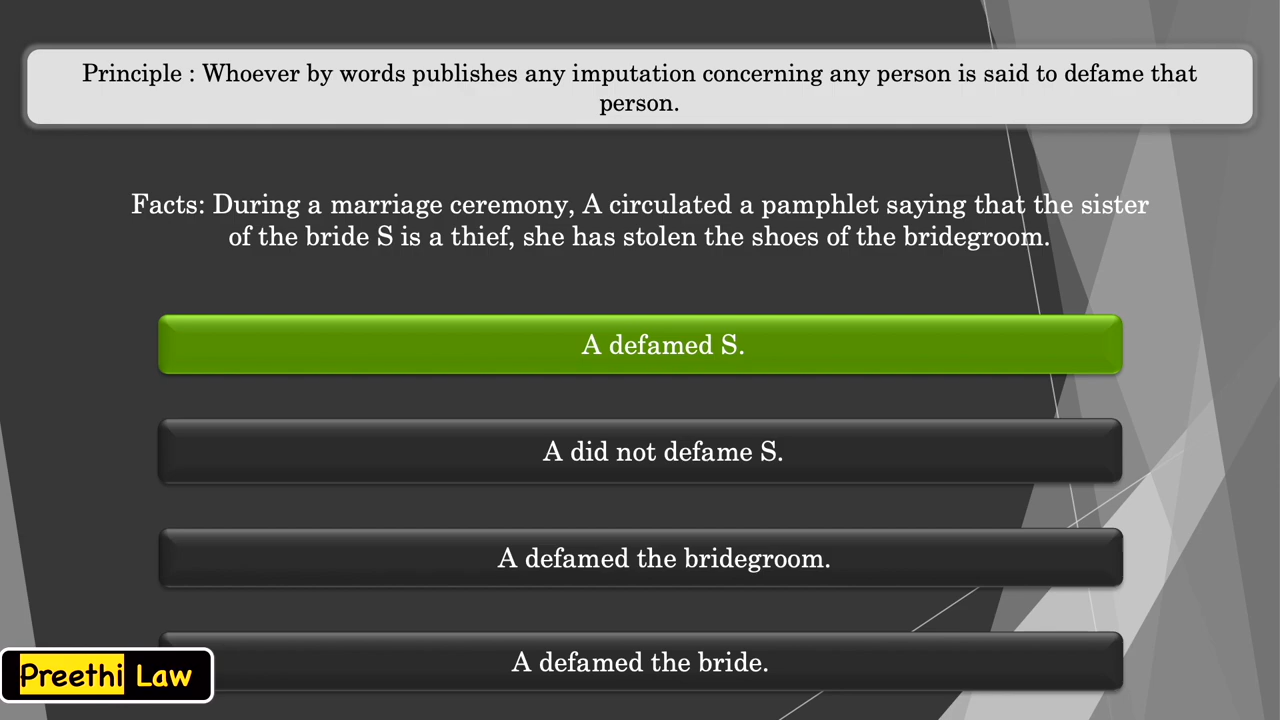 Principle : Whoever by words publishes any imputation concerning any person is said to defame that
person.
Facts: During a marriage ceremony, A circulated a pamphlet saying that the sister
of the bride S is a thief, she has stolen the shoes of the bridegroom.
A defamed S.
A did not defame S.
A defamed the bridegroom.
A defamed the bride.
Preethi Law